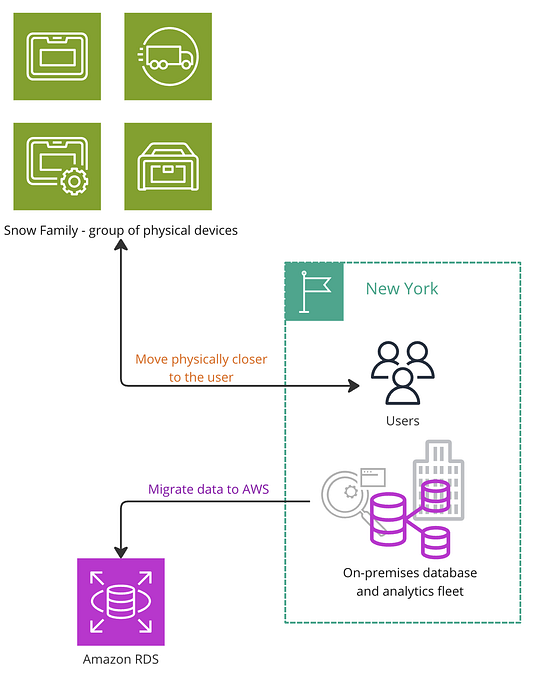 Snow Family - group of physical devices
New York
Move physically closer
to the user
Users
Migrate data to AWS
On-premises database
and analytics fleet
Amazon RDS